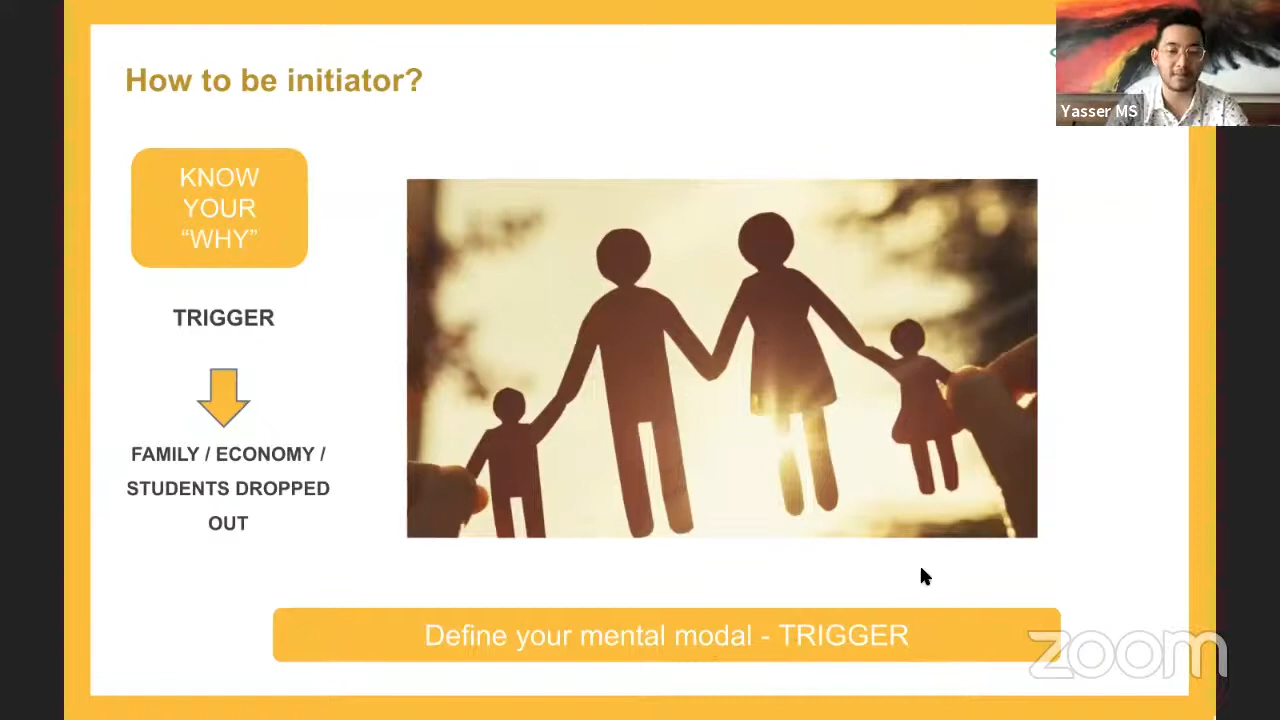 How to be initiator?
Yasser MS
KNOW
YOUR
“WHY”
TRIGGER
FAMILY / ECONOMY /
STUDENTS DROPPED
OUT
Define your mental modal - TRIGGER
zoom